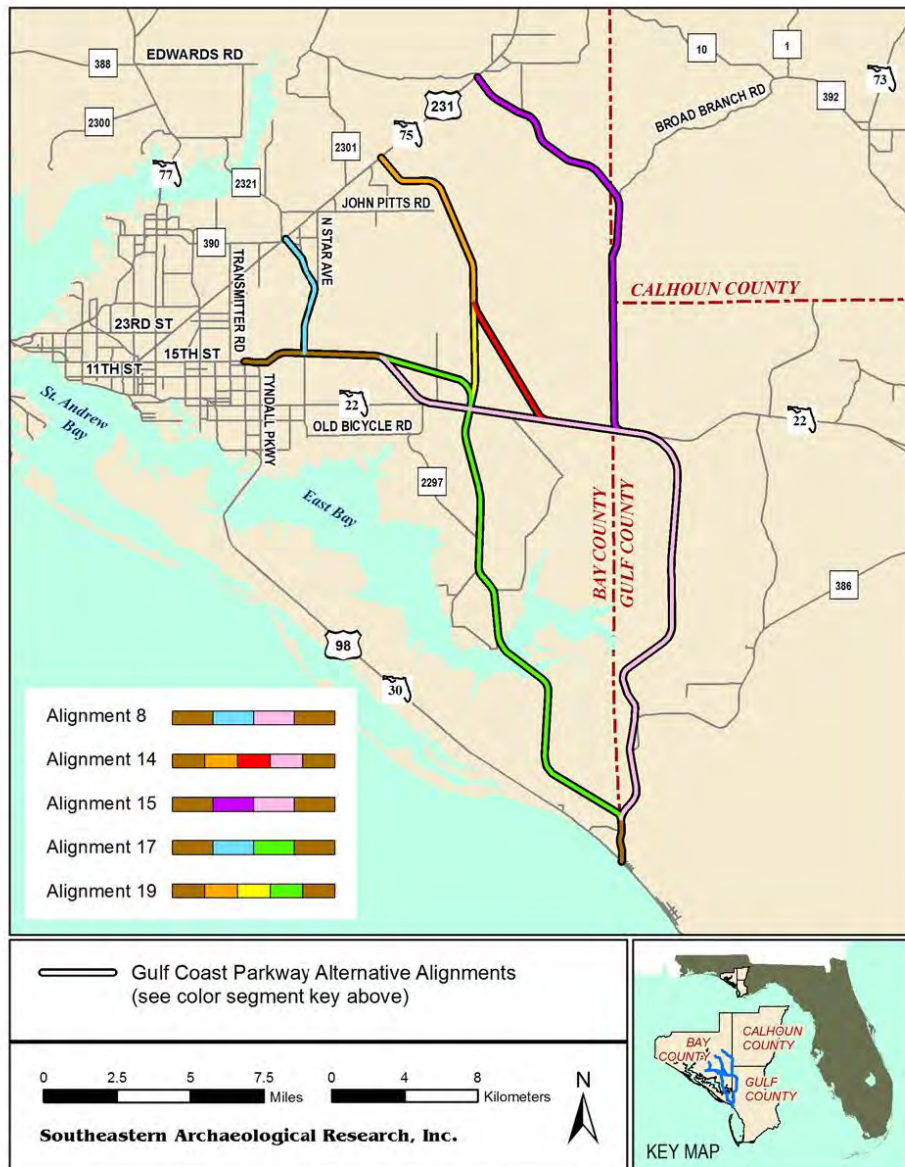 EDWARDS RD
388
2300
77
2321
2301
75
231
10
1
73
392
BROAD BRANCH RD
JOHN PITTS RD
390
N STAR AVE
TRANSMITTER RD
CALHOUN COUNTY
23RD ST
15TH ST
11TH ST
TYNDALL PKWY
22
OLD BICYCLE RD
22
St. Andrew
Bay
2297
East Bay
BAY COUNTY
GULF COUNTY
386
98
30
Alignment 8
Alignment 14
Alignment 15
Alignment 17
Alignment 19
Gulf Coast Parkway Alternative Alignments
(see color segment key above)
0 2.5 5 7.5
Miles
0 4 8
Kilometers
N
Southeastern Archaeological Research, Inc.
BAY
COUNTY
CALHOUN
COUNTY
GULF
COUNTY
KEY MAP